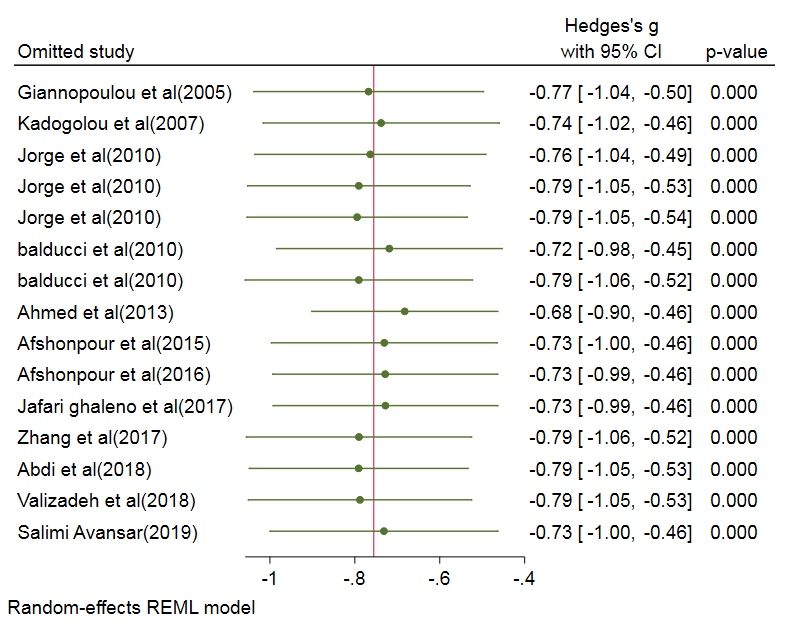 Hedges's g
Omitted study with 95% CI p-value
Giannopoulou et al(2005) -0.77 [ -1.04, -0.50] 0.000
Kadogolou et al(2007) -0.74 [ -1.02, -0.46] 0.000
Jorge et al(2010) -0.76 [ -1.04, -0.49] 0.000
Jorge et al(2010) -0.79 [ -1.05, -0.53] 0.000
Jorge et al(2010) -0.79 [ -1.05, -0.54] 0.000
balducci et al(2010) -0.72 [ -0.98, -0.45] 0.000
balducci et al(2010) -0.79 [ -1.06, -0.52] 0.000
Ahmed et al(2013) -0.68 [ -0.90, -0.46] 0.000
Afshonpour et al(2015) -0.73 [ -1.00, -0.46] 0.000
Afshonpour et al(2016) -0.73 [ -0.99, -0.46] 0.000
Jafari ghaleno et al(2017) -0.73 [ -0.99, -0.46] 0.000
Zhang et al(2017) -0.79 [ -1.06, -0.52] 0.000
Abdi et al(2018) -0.79 [ -1.05, -0.53] 0.000
Valizadeh et al(2018) -0.79 [ -1.05, -0.53] 0.000
Salimi Avansar(2019) -0.73 [ -1.00, -0.46] 0.000
-1 -.8 -.6 -.4
Random-effects REML model